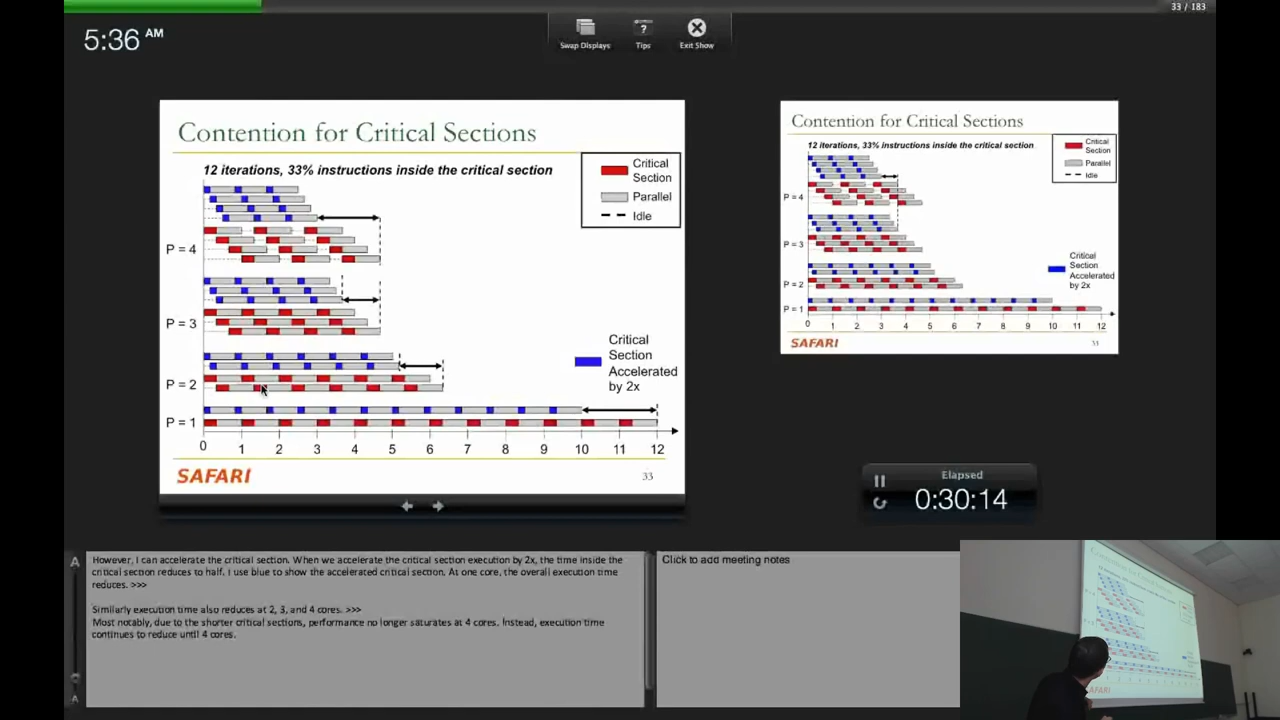 33 / 183
5:36 AM
Swap Displays
Tips
Exit Show
Contention for Critical Sections
12 iterations, 33% instructions inside the critical section
Critical
Section
Parallel
Idle
P = 4
P = 3
Critical
Section
Accelerated
by 2x
P = 2
P = 1
0 1 2 3 4 5 6 7 8 9 10 11 12
SAFARI
33
Contention for Critical Sections
12 iterations, 33% instructions inside the critical section
Critical
Section
Parallel
Idle
P = 4
P = 3
Critical
Section
Accelerated
by 2x
P = 2
P = 1
0 1 2 3 4 5 6 7 8 9 10 11 12
SAFARI
Elapsed
0:30:14
A
However, I can accelerate the critical section. When we accelerate the critical section execution by 2x, the time inside the
critical section reduces to half. I use blue to show the accelerated critical section. At one core, the overall execution time
reduces. >>>
Similarly execution time also reduces at 2, 3, and 4 cores. >>>
Most notably, due to the shorter critical sections, performance no longer saturates at 4 cores. Instead, execution time
continues to reduce until 4 cores.
A
Click to add meeting notes